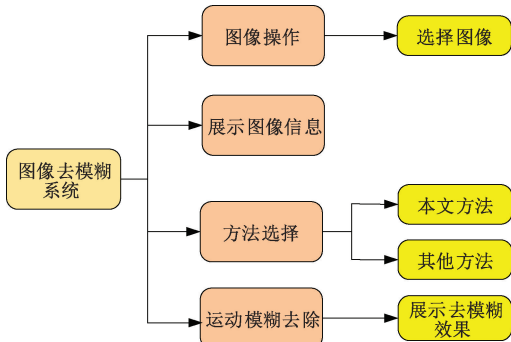 图像操作
选择图像
展示图像信息
图像去模糊
系统
方法选择
本文方法
其他方法
运动模糊去除
展示去模糊
效果